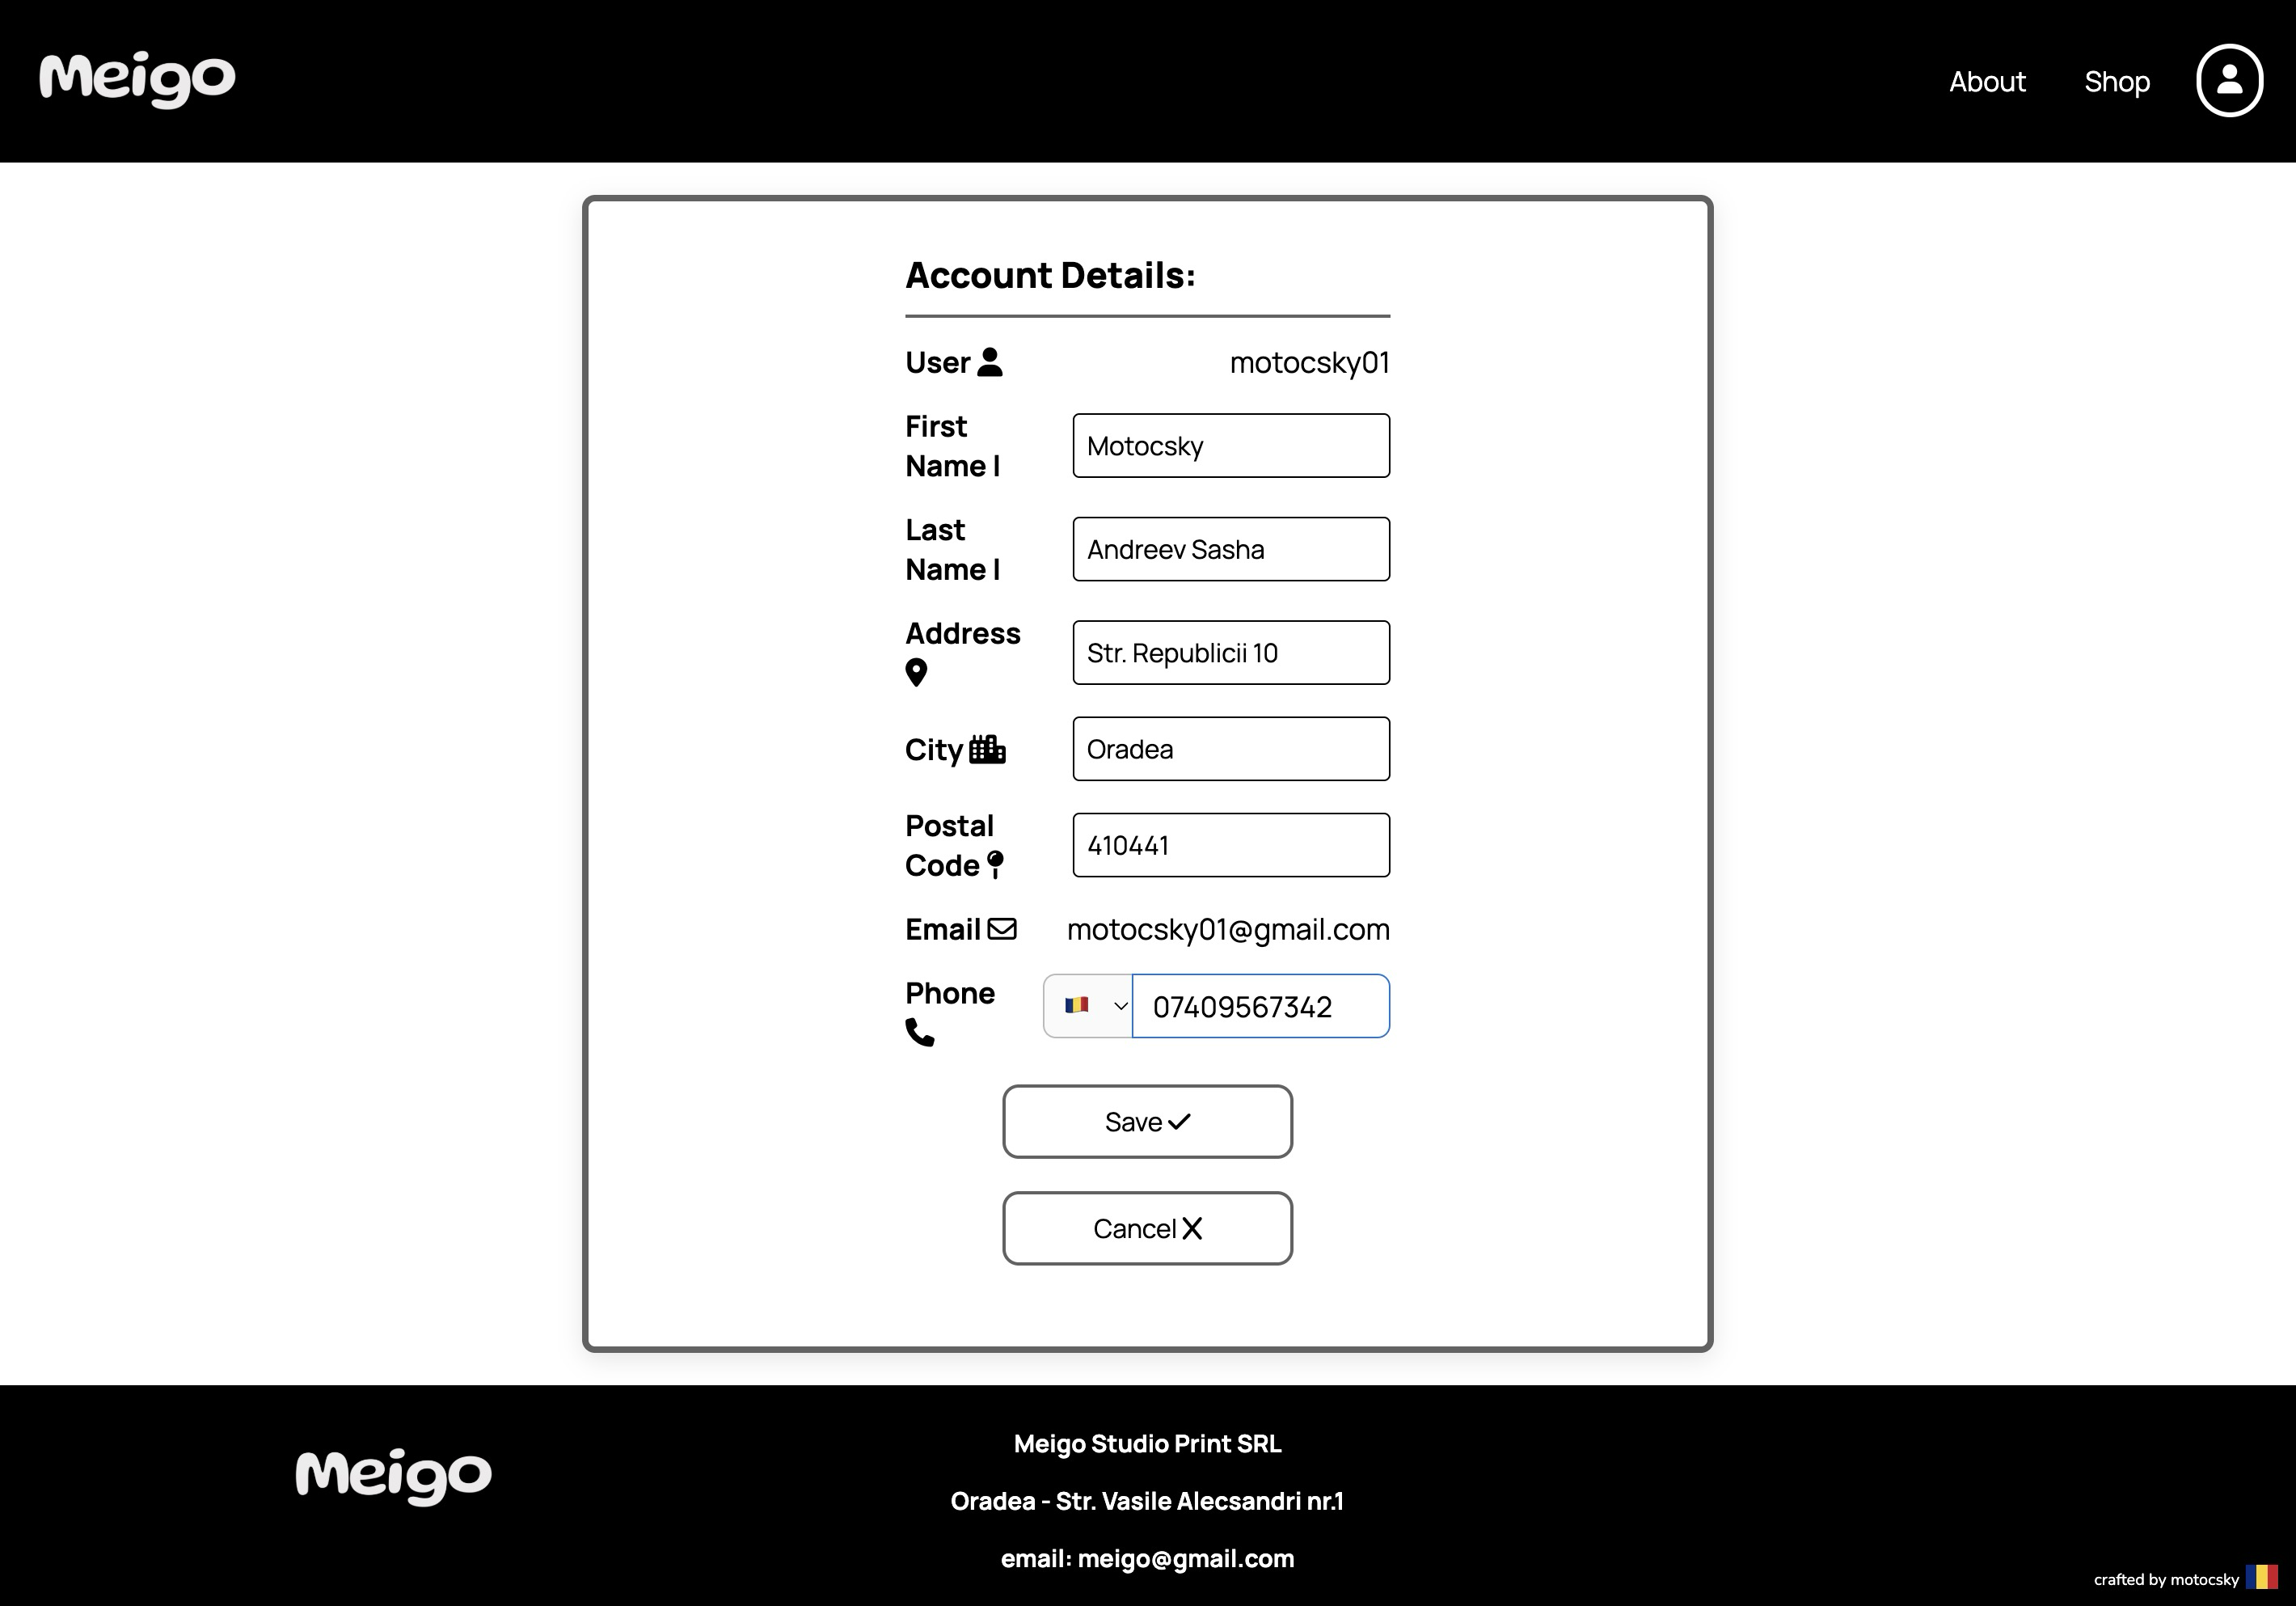 Meigo
About Shop
Account Details:
User motocsky01
First
Name I
Motocsky
Last
Name I
Andreev Sasha
Address
Str. Republicii 10
City Oradea
Postal
Code
410441
Email motocsky01@gmail.com
Phone
07409567342
Save
Cancel
Meigo
Meigo Studio Print SRL
Oradea - Str. Vasile Alecsandri nr.1
email: meigo@gmail.com
crafted by motocsky